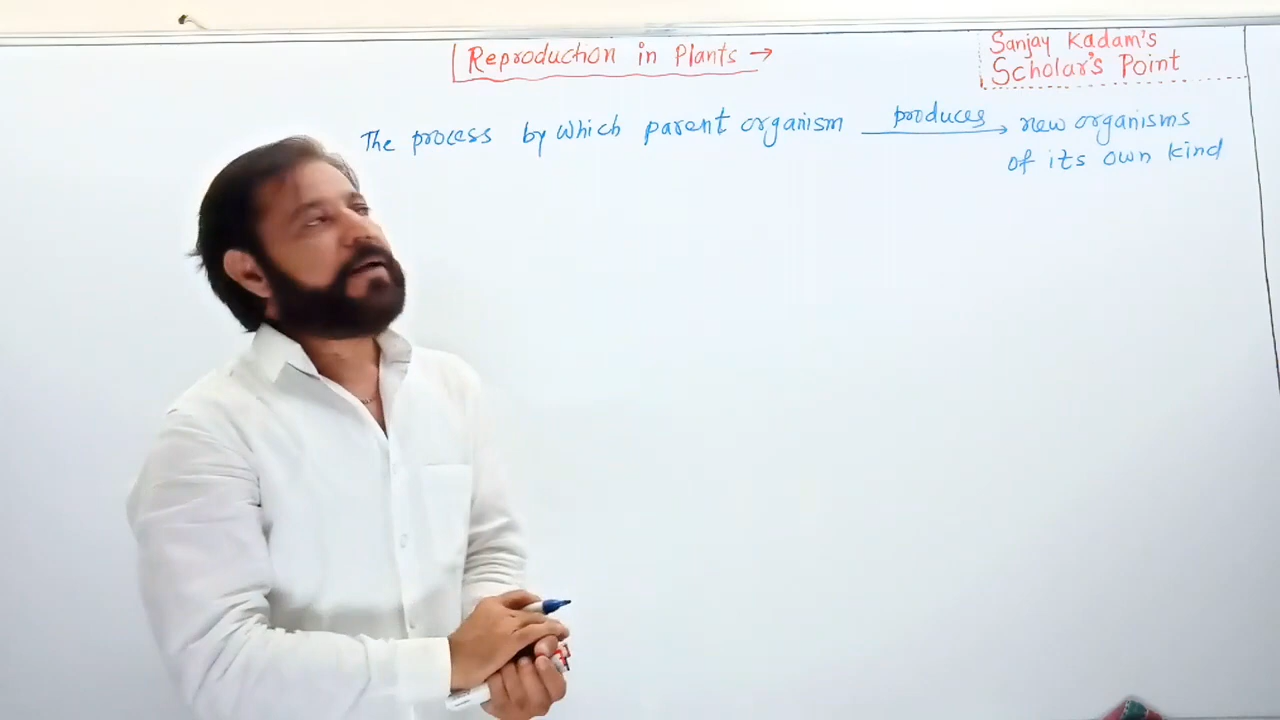 Reproduction in Plants →
Sanjay Kadam's
Scholar's Point
The process by which parent organism produces → new organisms
of its own kind